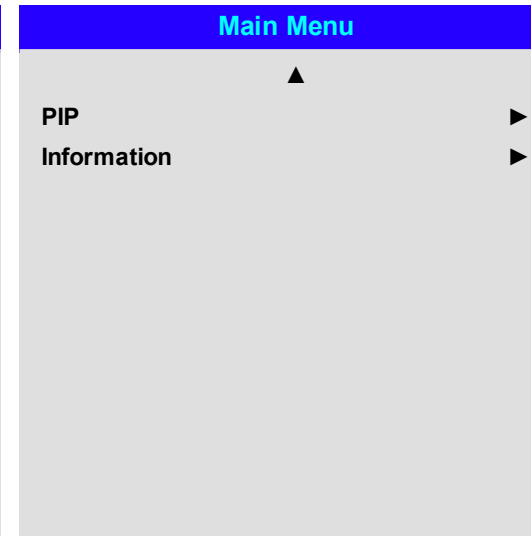 Main Menu
▲
PIP ►
Information ►